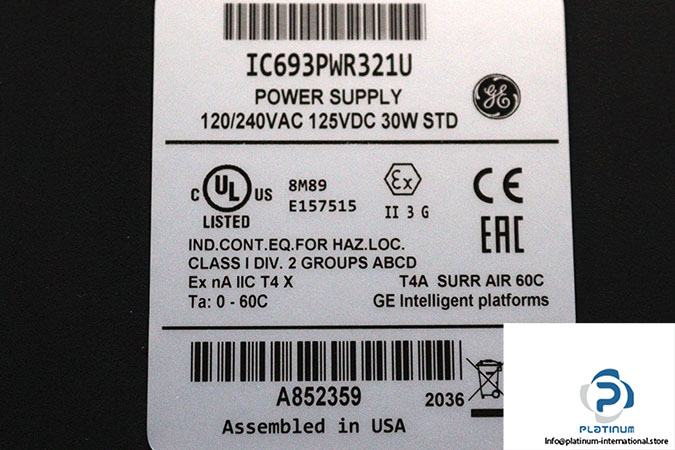 IC693PWR321U
POWER SUPPLY
120/240VAC 125VDC 30W STD
GE
C UL US
LISTED
8M89
E157515
Ex
II 3 G
CE
EAC
IND.CONT.EQ.FOR HAZ.LOC.
CLASS I DIV. 2 GROUPS ABCD
Ex nA IIC T4 X
Ta: 0 - 60C
T4A SURR AIR 60C
GE Intelligent platforms
A852359
2036
Assembled in USA
PLATINUM
Info@platinum-international.store